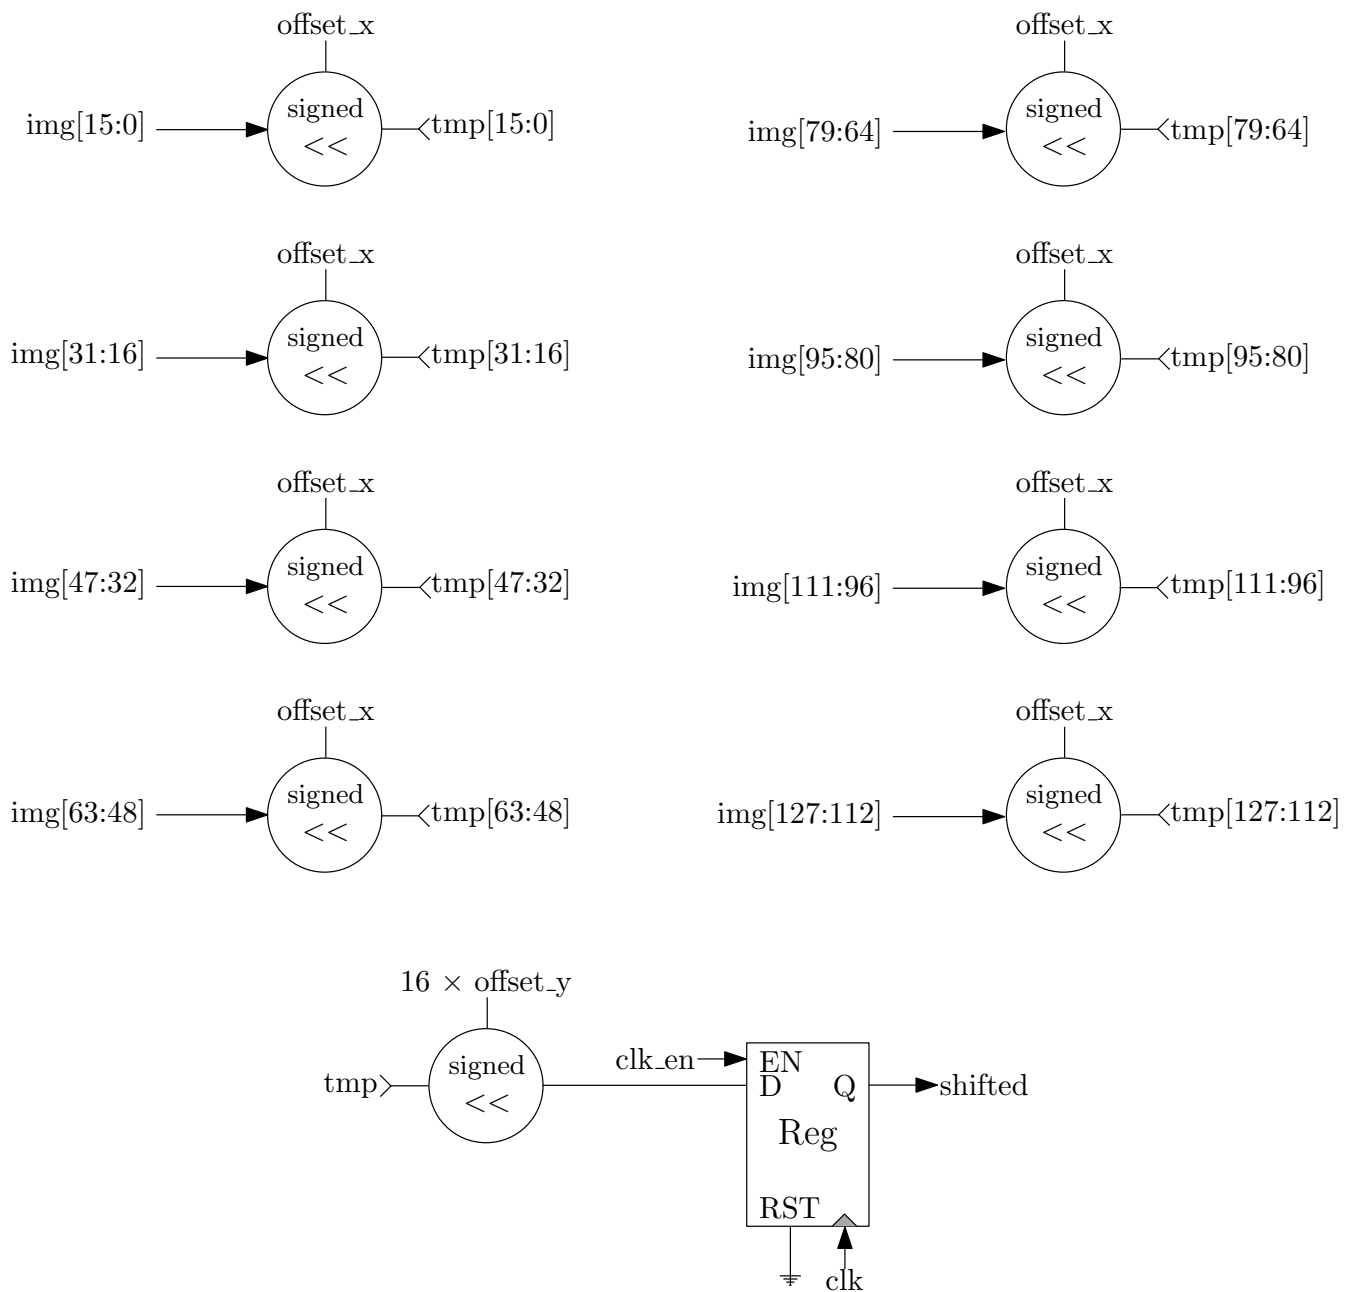 offset_x
img[15:0]
signed
<<
tmp[15:0]
offset_x
img[79:64]
signed
<<
tmp[79:64]
offset_x
img[31:16]
signed
<<
tmp[31:16]
offset_x
img[95:80]
signed
<<
tmp[95:80]
offset_x
img[47:32]
signed
<<
tmp[47:32]
offset_x
img[111:96]
signed
<<
tmp[111:96]
offset_x
img[63:48]
signed
<<
tmp[63:48]
offset_x
img[127:112]
signed
<<
tmp[127:112]
16 × offset_y
tmp
signed
<<
clk_en
EN
D Q
Reg
RST
clk
shifted